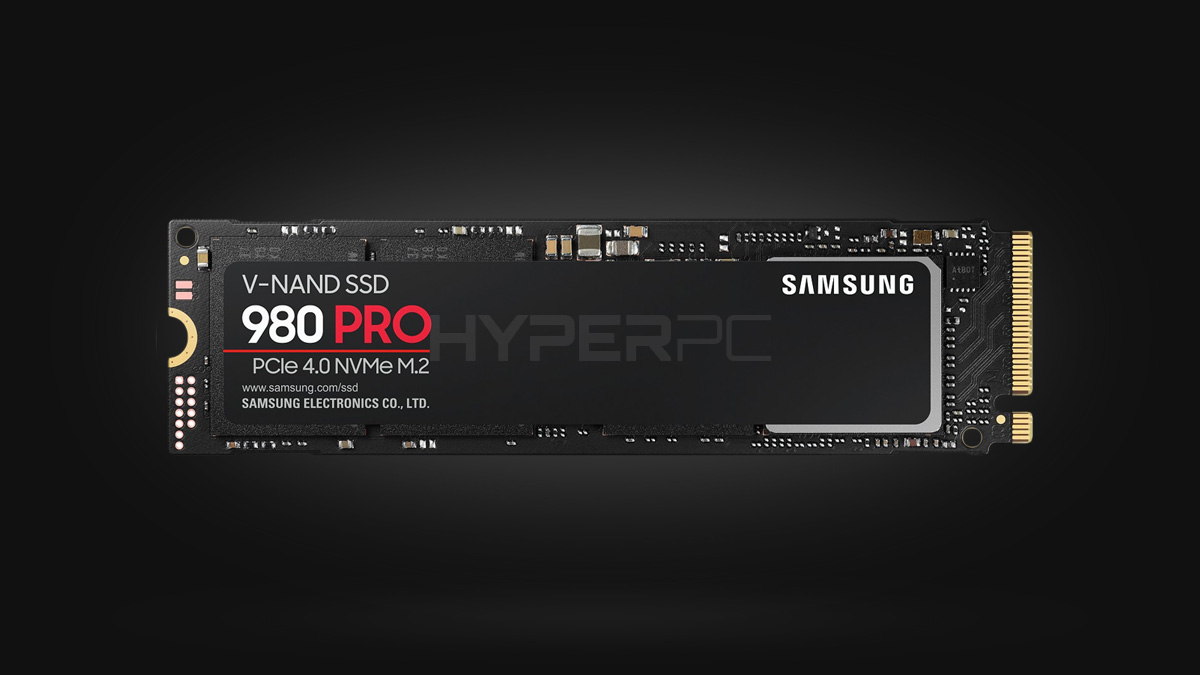 V-NAND SSD
980 PRO
PCIe 4.0 NVMe M.2
www.samsung.com/ssd
SAMSUNG ELECTRONICS CO., LTD.
SAMSUNG
HYPERPC